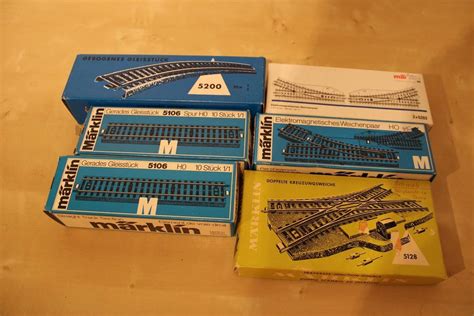 GEBOGENES GLEISSTÜCK
5200
märklin
Gerades Gleisstück 5106 Spur H0 10 Stück 1/1
M
märklin
Elektromagnetisches Weichenpaar H0
M
märklin
Gerades Gleisstück 5106 H0 10 Stück 1/1
M
märklin
MÄRKLIN
DOPPELTE KREUZUNGSWEICHE
5128